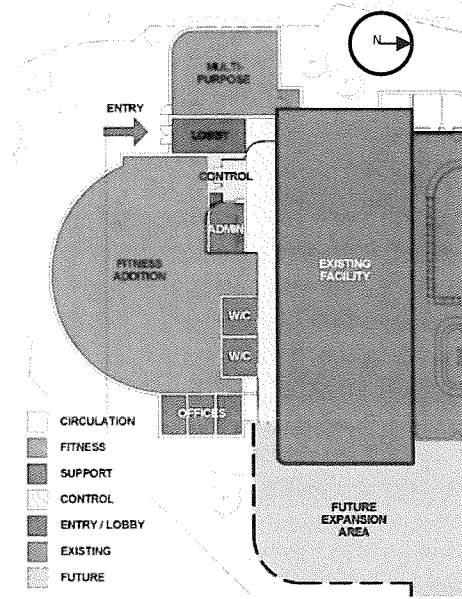 N
MULTI-
PURPOSE
ENTRY
LOBBY
CONTROL
ADMIN
FITNESS
ADDITION
EXISTING
FACILITY
W/C
W/C
OFFICES
CIRCULATION
FITNESS
SUPPORT
CONTROL
ENTRY / LOBBY
EXISTING
FUTURE
FUTURE
EXPANSION
AREA